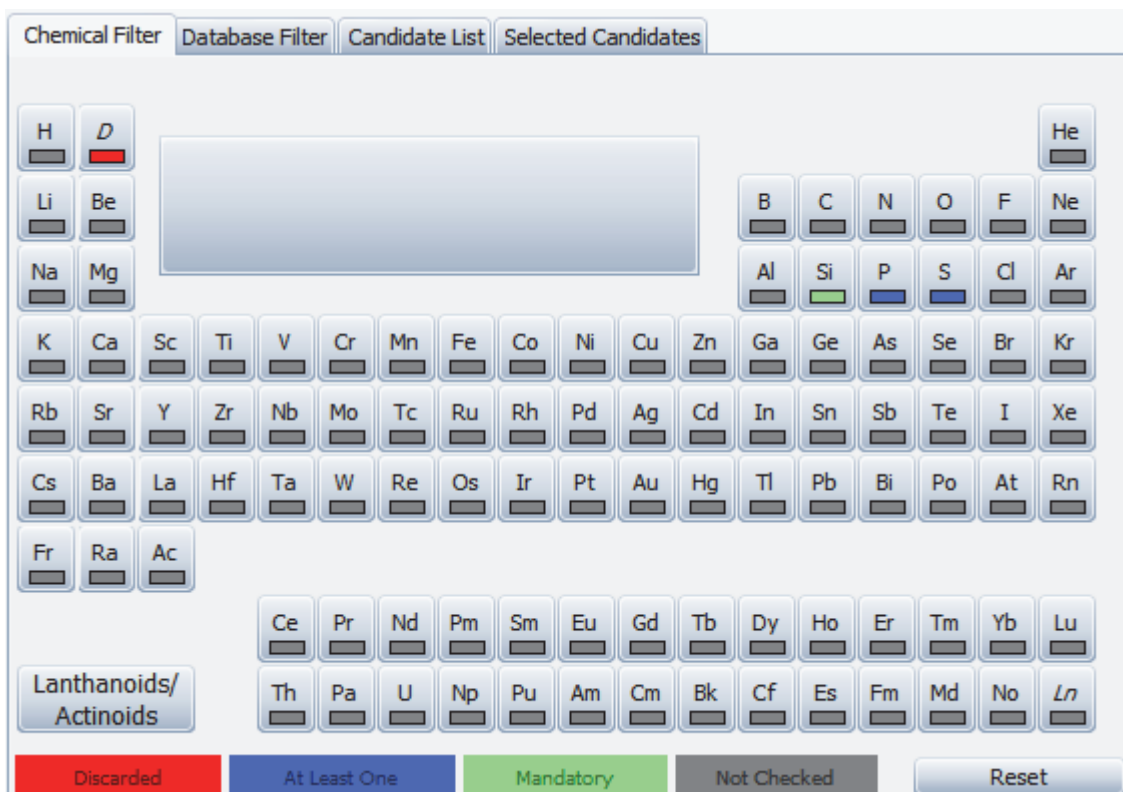 Chemical Filter Database Filter Candidate List Selected Candidates
H D He
Li Be B C N O F Ne
Na Mg Al Si P S Cl Ar
K Ca Sc Ti V Cr Mn Fe Co Ni Cu Zn Ga Ge As Se Br Kr
Rb Sr Y Zr Nb Mo Tc Ru Rh Pd Ag Cd In Sn Sb Te I Xe
Cs Ba La Hf Ta W Re Os Ir Pt Au Hg Tl Pb Bi Po At Rn
Fr Ra Ac
Ce Pr Nd Pm Sm Eu Gd Tb Dy Ho Er Tm Yb Lu
Lanthanoids/
Actinoids
Th Pa U Np Pu Am Cm Bk Cf Es Fm Md No Ln
Discarded At Least One Mandatory Not Checked Reset